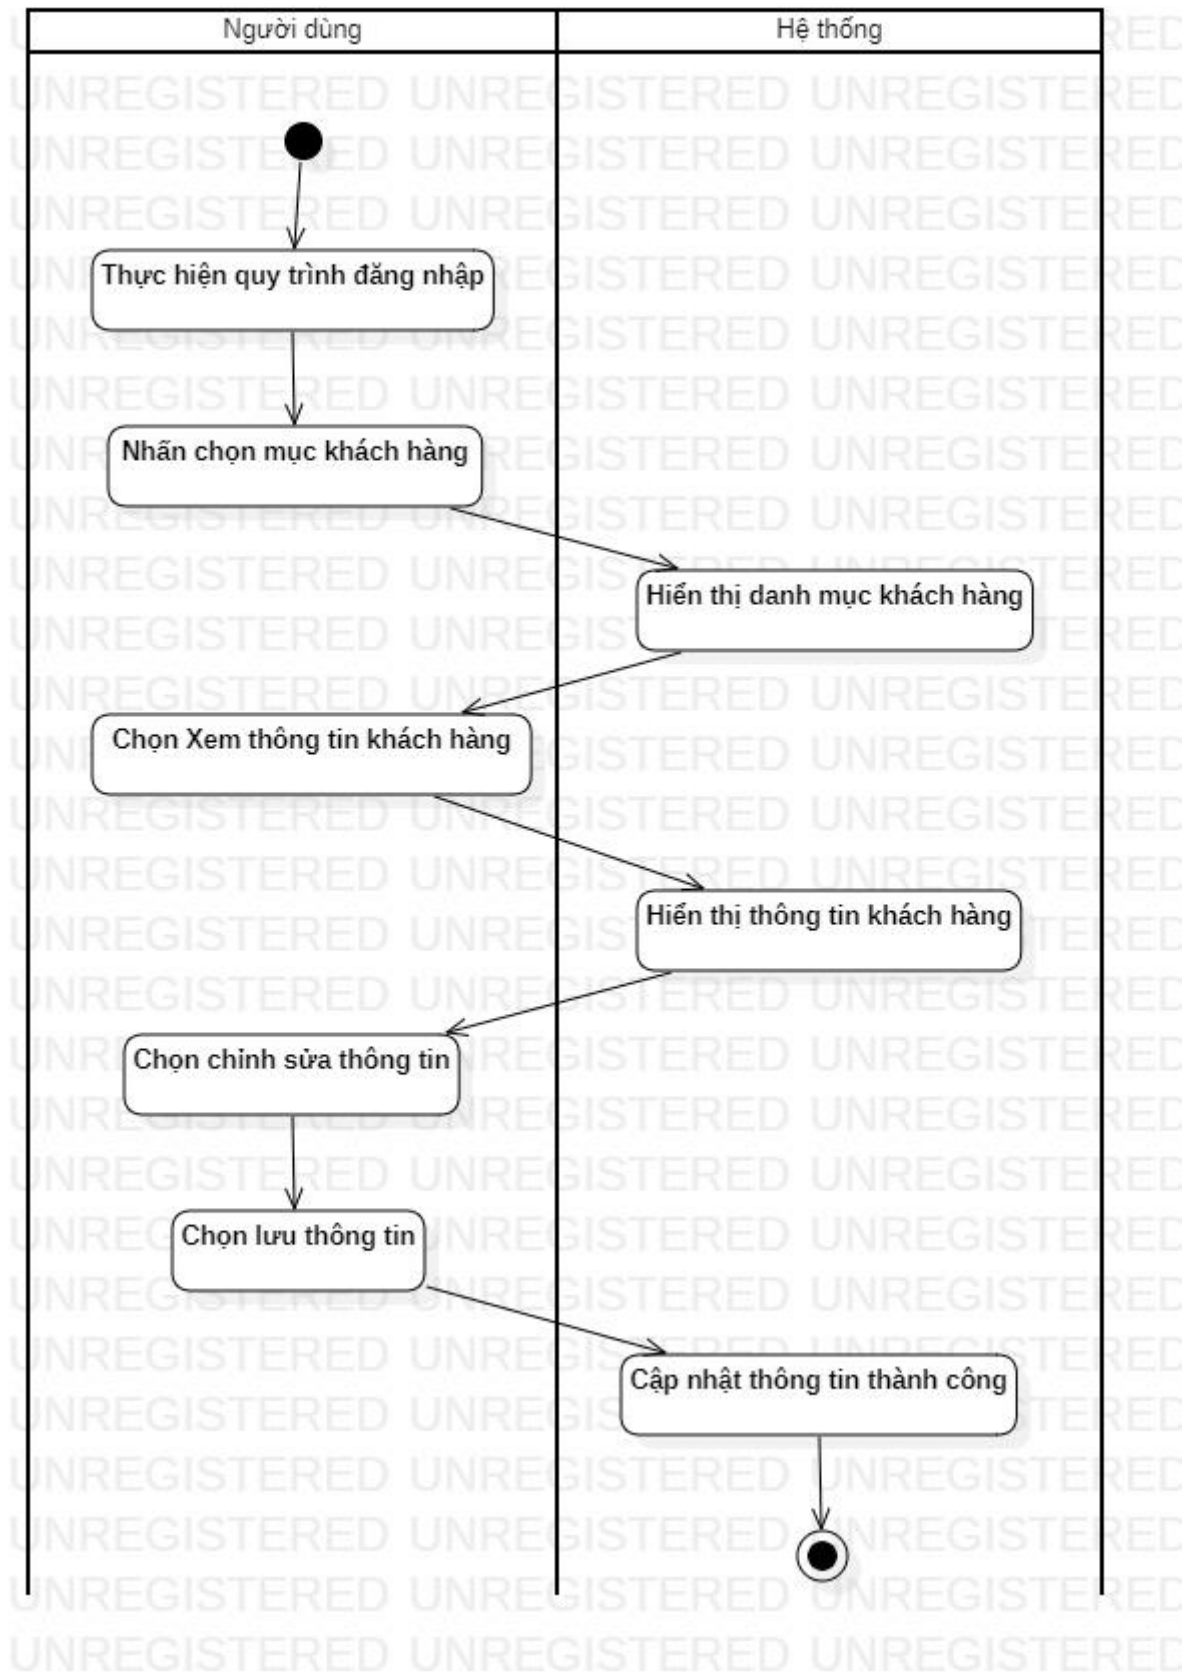 Người dùng
Hệ thống
Thực hiện quy trình đăng nhập
Nhấn chọn mục khách hàng
Hiển thị danh mục khách hàng
Chọn Xem thông tin khách hàng
Hiển thị thông tin khách hàng
Chọn chỉnh sửa thông tin
Chọn lưu thông tin
Cập nhật thông tin thành công
UNREGISTERED